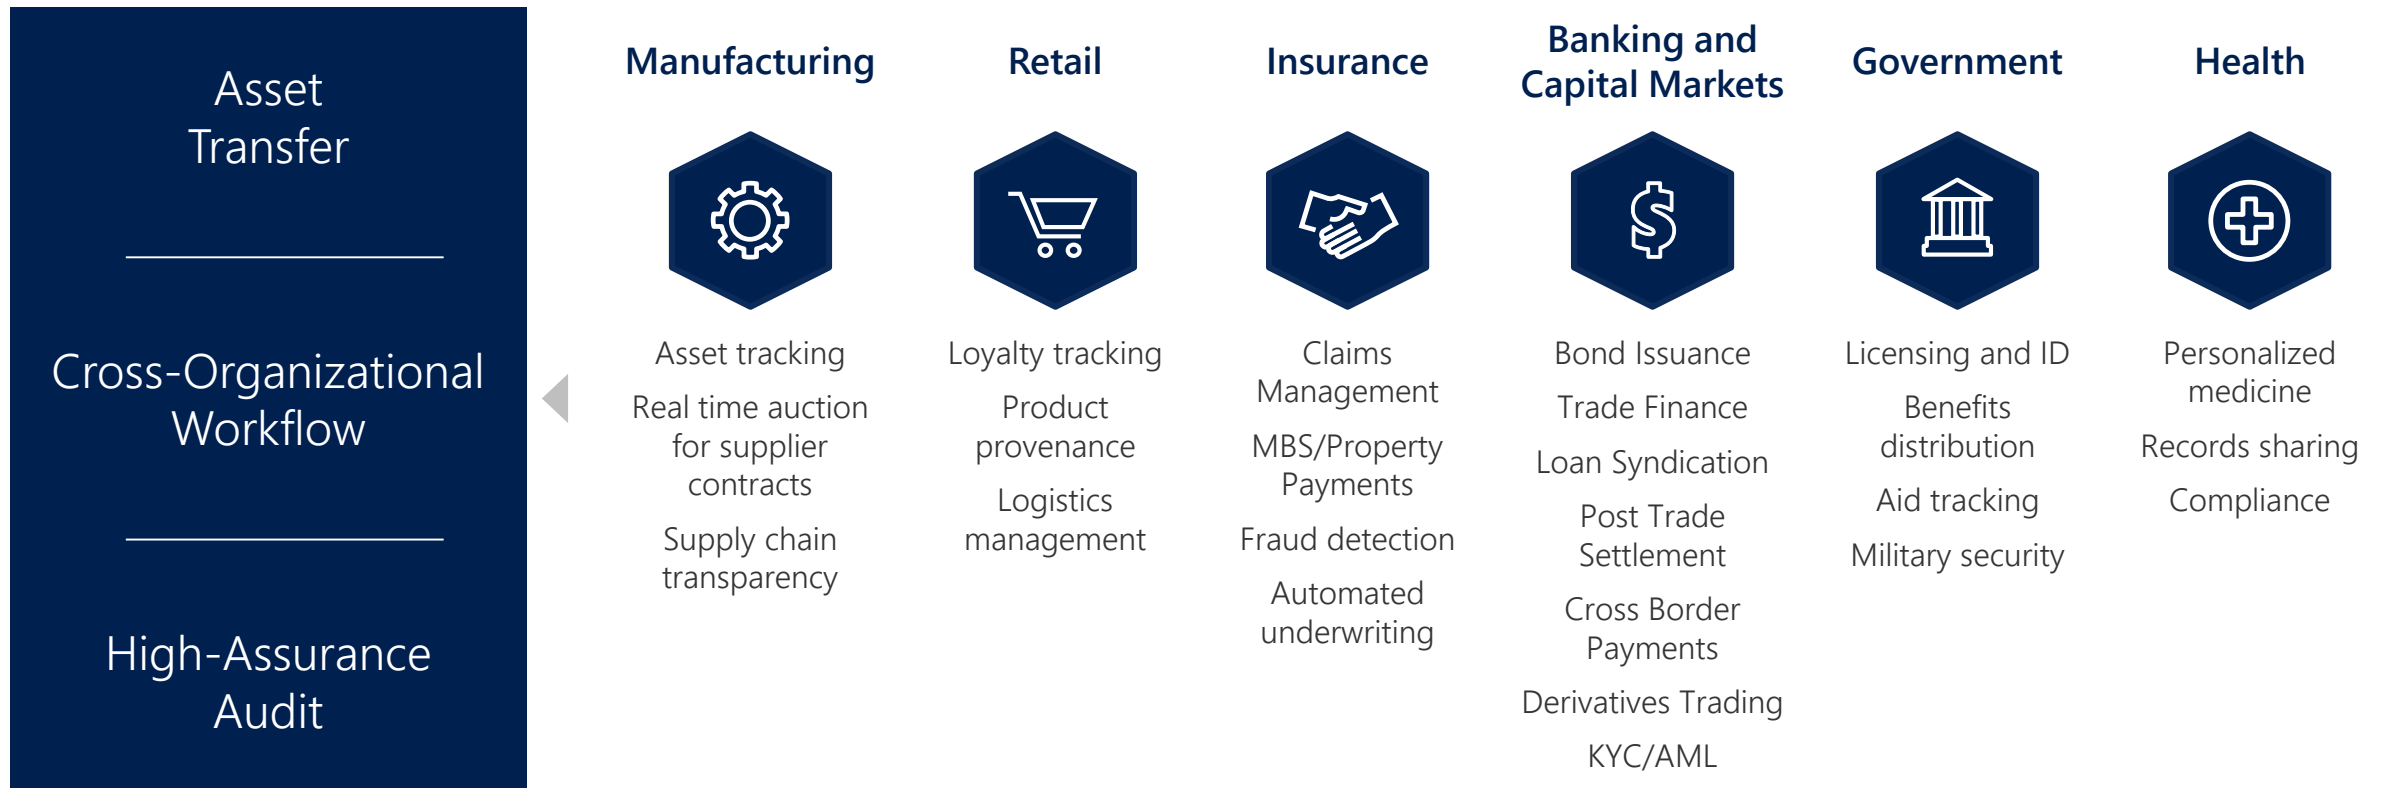 Asset
Transfer
Cross-Organizational
Workflow
High-Assurance
Audit
Manufacturing
Asset tracking
Real time auction
for supplier
contracts
Supply chain
transparency
Retail
Loyalty tracking
Product
provenance
Logistics
management
Insurance
Claims
Management
MBS/Property
Payments
Fraud detection
Automated
underwriting
Banking and
Capital Markets
$
Bond Issuance
Trade Finance
Loan Syndication
Post Trade
Settlement
Cross Border
Payments
Derivatives Trading
KYC/AML
Government
Licensing and ID
Benefits
distribution
Aid tracking
Military security
Health
Personalized
medicine
Records sharing
Compliance